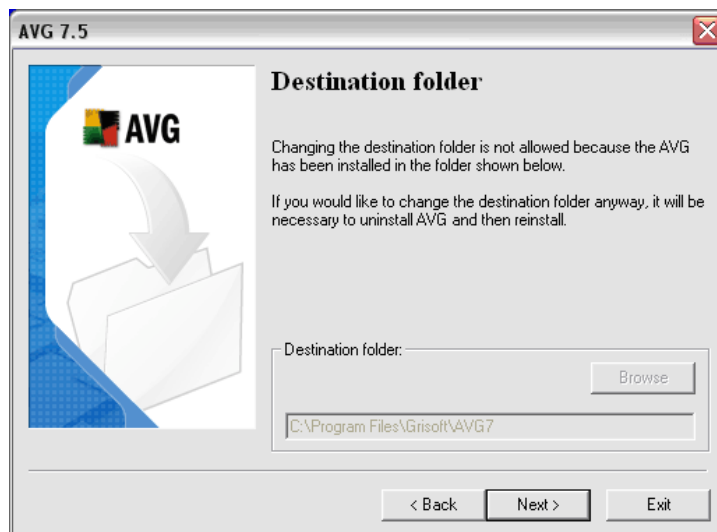 AVG 7.5
AVG
Destination folder
Changing the destination folder is not allowed because the AVG
has been installed in the folder shown below.
If you would like to change the destination folder anyway, it will be
necessary to uninstall AVG and then reinstall.
Destination folder:
Browse
C:\Program Files\Grisoft\AVG7
< Back
Next >
Exit